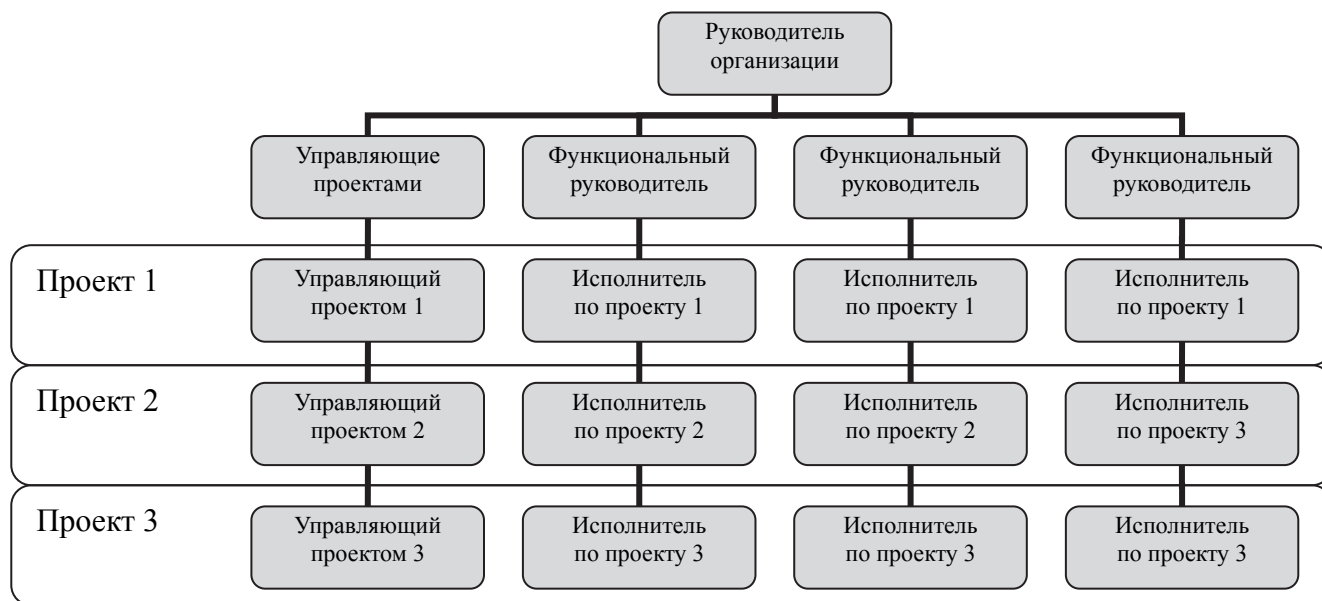 Руководитель
организации
Управляющие
проектами
Функциональный
руководитель
Функциональный
руководитель
Функциональный
руководитель
Проект 1
Управляющий
проектом 1
Исполнитель
по проекту 1
Исполнитель
по проекту 1
Исполнитель
по проекту 1
Проект 2
Управляющий
проектом 2
Исполнитель
по проекту 2
Исполнитель
по проекту 2
Исполнитель
по проекту 3
Проект 3
Управляющий
проектом 3
Исполнитель
по проекту 3
Исполнитель
по проекту 3
Исполнитель
по проекту 3